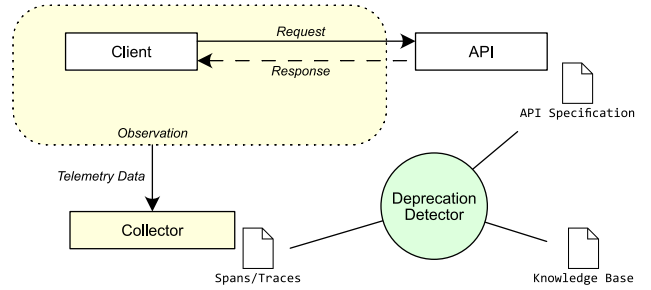 Request
Client
API
Response
API Specification
Observation
Telemetry Data
Deprecation
Detector
Collector
Spans/Traces
Knowledge Base